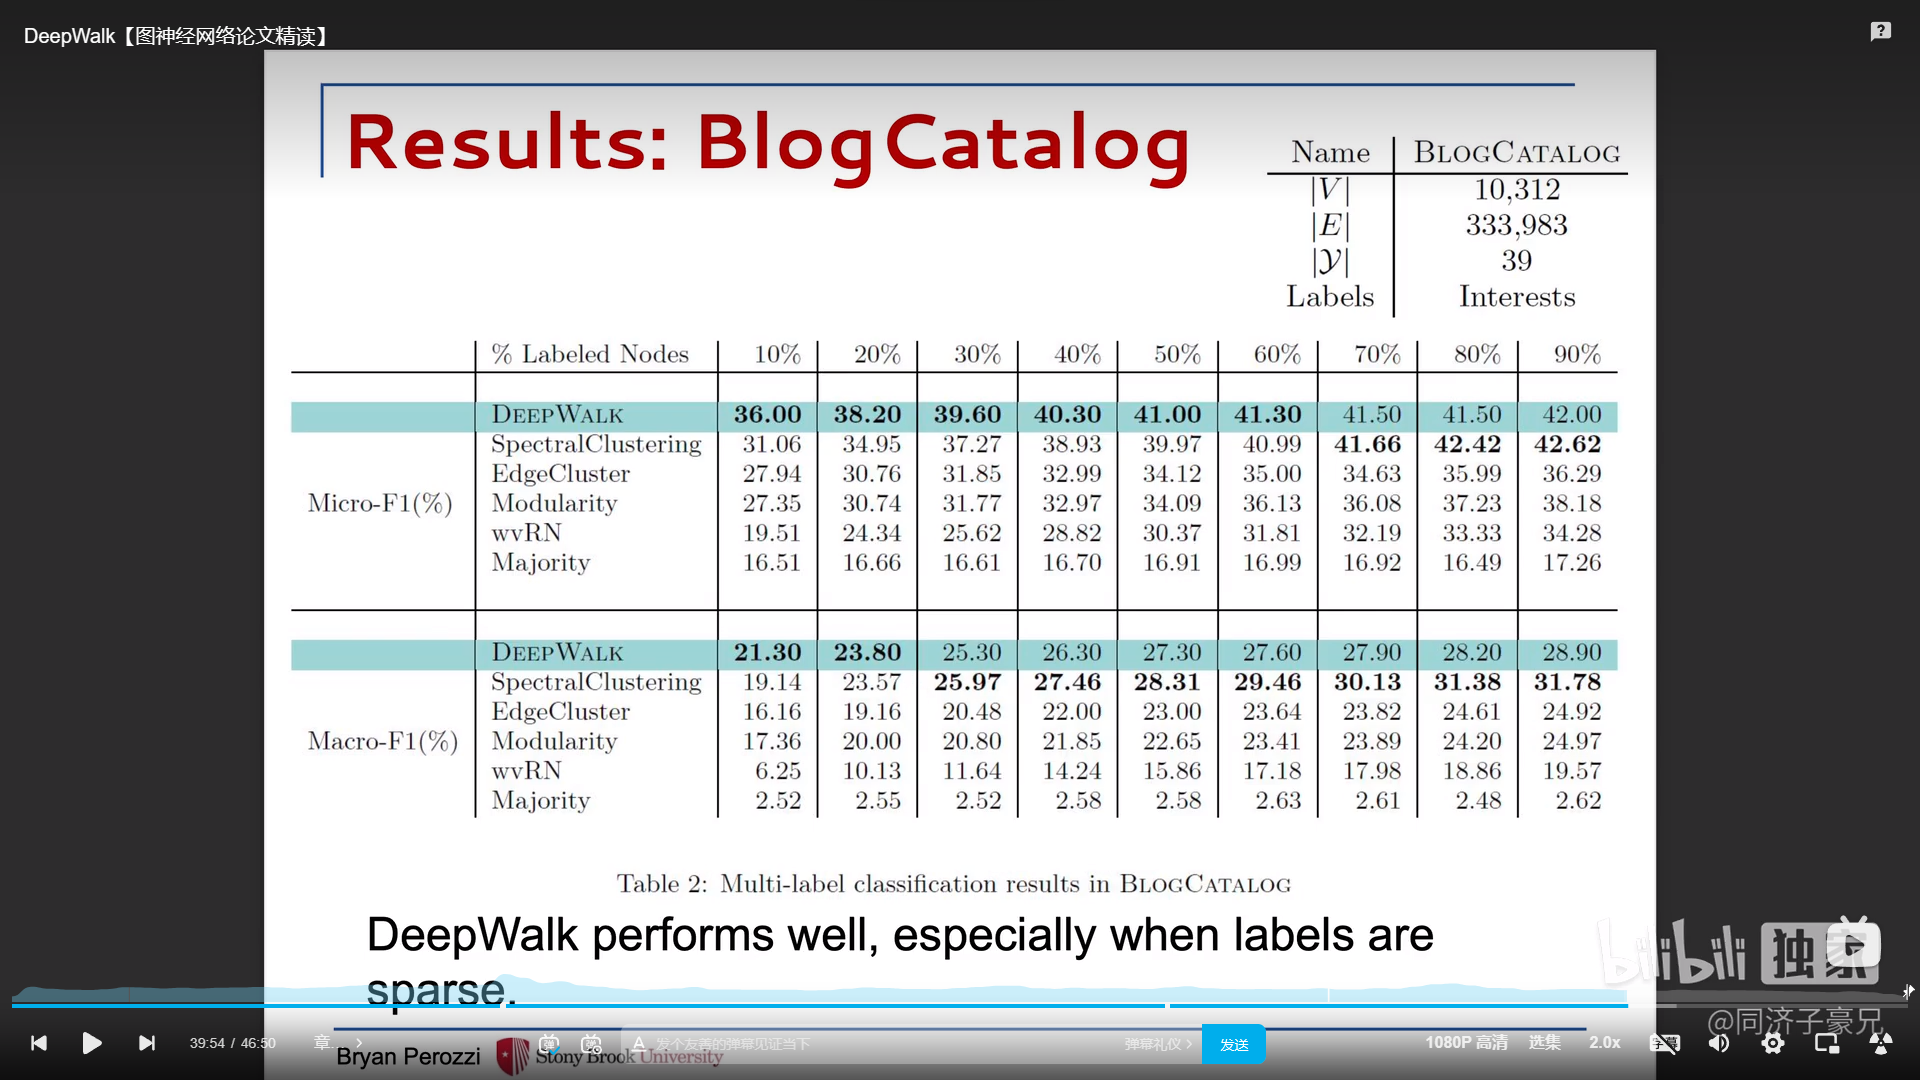 DeepWalk【图神经网络论文精读】
Results: BlogCatalog
Name BLOGCATALOG
|V| 10,312
|E| 333,983
|𝒴| 39
Labels Interests
% Labeled Nodes 10% 20% 30% 40% 50% 60% 70% 80% 90%
DEEPWALK 36.00 38.20 39.60 40.30 41.00 41.30 41.50 41.50 42.00
SpectralClustering 31.06 34.95 37.27 38.93 39.97 40.99 41.66 42.42 42.62
EdgeCluster 27.94 30.76 31.85 32.99 34.12 35.00 34.63 35.99 36.29
Micro-F1(%) Modularity 27.35 30.74 31.77 32.97 34.09 36.13 36.08 37.23 38.18
wvRN 19.51 24.34 25.62 28.82 30.37 31.81 32.19 33.33 34.28
Majority 16.51 16.66 16.61 16.70 16.91 16.99 16.92 16.49 17.26
DEEPWALK 21.30 23.80 25.30 26.30 27.30 27.60 27.90 28.20 28.90
SpectralClustering 19.14 23.57 25.97 27.46 28.31 29.46 30.13 31.38 31.78
EdgeCluster 16.16 19.16 20.48 22.00 23.00 23.64 23.82 24.61 24.92
Macro-F1(%) Modularity 17.36 20.00 20.80 21.85 22.65 23.41 23.89 24.20 24.97
wvRN 6.25 10.13 11.64 14.24 15.86 17.18 17.98 18.86 19.57
Majority 2.52 2.55 2.52 2.58 2.58 2.63 2.61 2.48 2.62
Table 2: Multi-label classification results in BLOGCATALOG
DeepWalk performs well, especially when labels are
sparse.
bilibili 独家
@同济子豪兄
39:54 / 46:50 章... 弹 弹 A 发个友善的弹幕见证当下 弹幕礼仪 发送 1080P 高清 选集 2.0x 字幕
Bryan Perozzi Stony Brook University